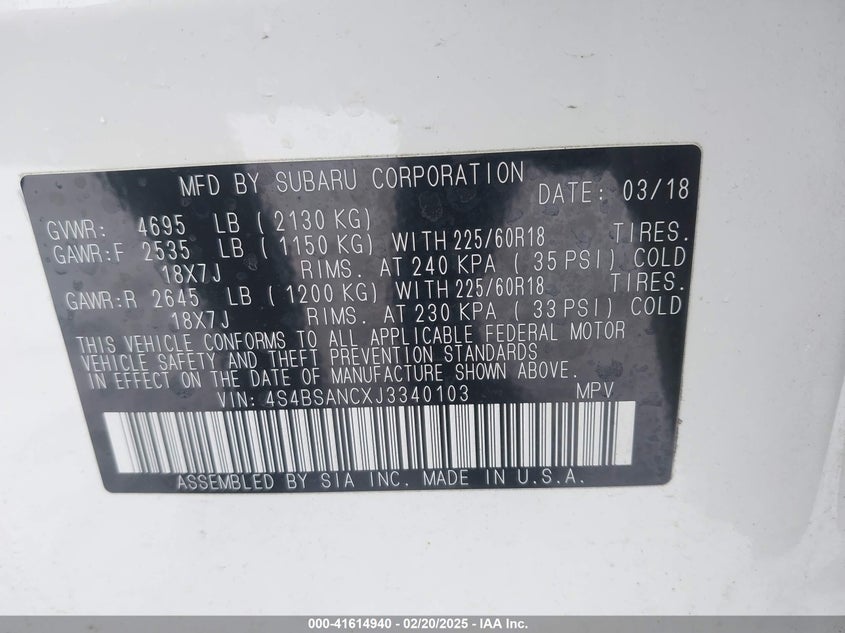 MFD BY SUBARU CORPORATION DATE: 03/18
GVWR: 4695 LB ( 2130 KG)
GAWR:F 2535 LB ( 1150 KG) WITH 225/60R18 TIRES.
18X7J RIMS. AT 240 KPA ( 35 PSI) COLD
GAWR:R 2645 LB ( 1200 KG) WITH 225/60R18 TIRES.
18X7J RIMS. AT 230 KPA ( 33 PSI) COLD
THIS VEHICLE CONFORMS TO ALL APPLICABLE FEDERAL MOTOR
VEHICLE SAFETY AND THEFT PREVENTION STANDARDS
IN EFFECT ON THE DATE OF MANUFACTURE SHOWN ABOVE.
VIN: 4S4BSANCXJ3340103 MPV
ASSEMBLED BY SIA INC. MADE IN U.S.A.
000-41614940 - 02/20/2025 - IAA Inc.